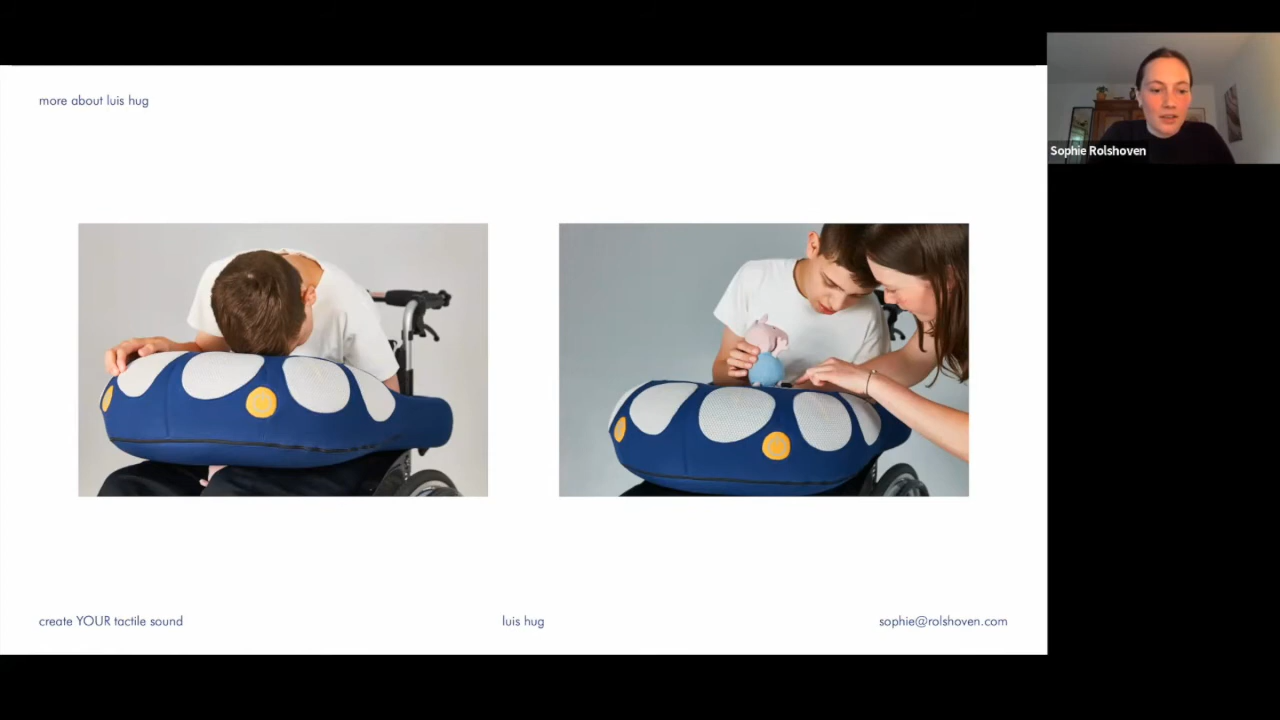 more about luis hug
Sophie Rolshoven
create YOUR tactile sound
luis hug
sophie@rolshoven.com